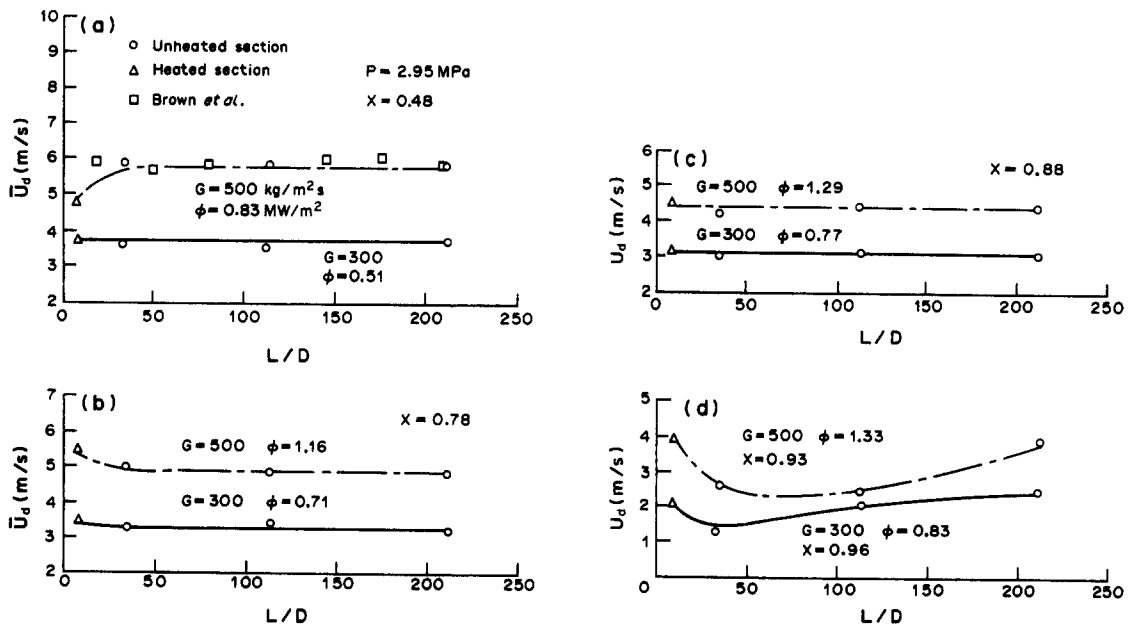 (a)
10
9
8
7
6
5
4
3
2
Ūd (m/s)
○ Unheated section
△ Heated section
□ Brown et al.
P = 2.95 MPa
X = 0.48
G = 500 kg/m²s
ϕ = 0.83 MW/m²
G = 300
ϕ = 0.51
0 50 100 150 200 250
L/D
(b)
7
6
5
4
3
2
Ūd (m/s)
X = 0.78
G = 500 ϕ = 1.16
G = 300 ϕ = 0.71
0 50 100 150 200 250
L/D
(c)
6
5
4
3
2
Ud (m/s)
X = 0.88
G = 500 ϕ = 1.29
G = 300 ϕ = 0.77
0 50 100 150 200 250
L/D
(d)
5
4
3
2
1
Ud (m/s)
G = 500 ϕ = 1.33
X = 0.93
G = 300 ϕ = 0.83
X = 0.96
0 50 100 150 200 250
L/D